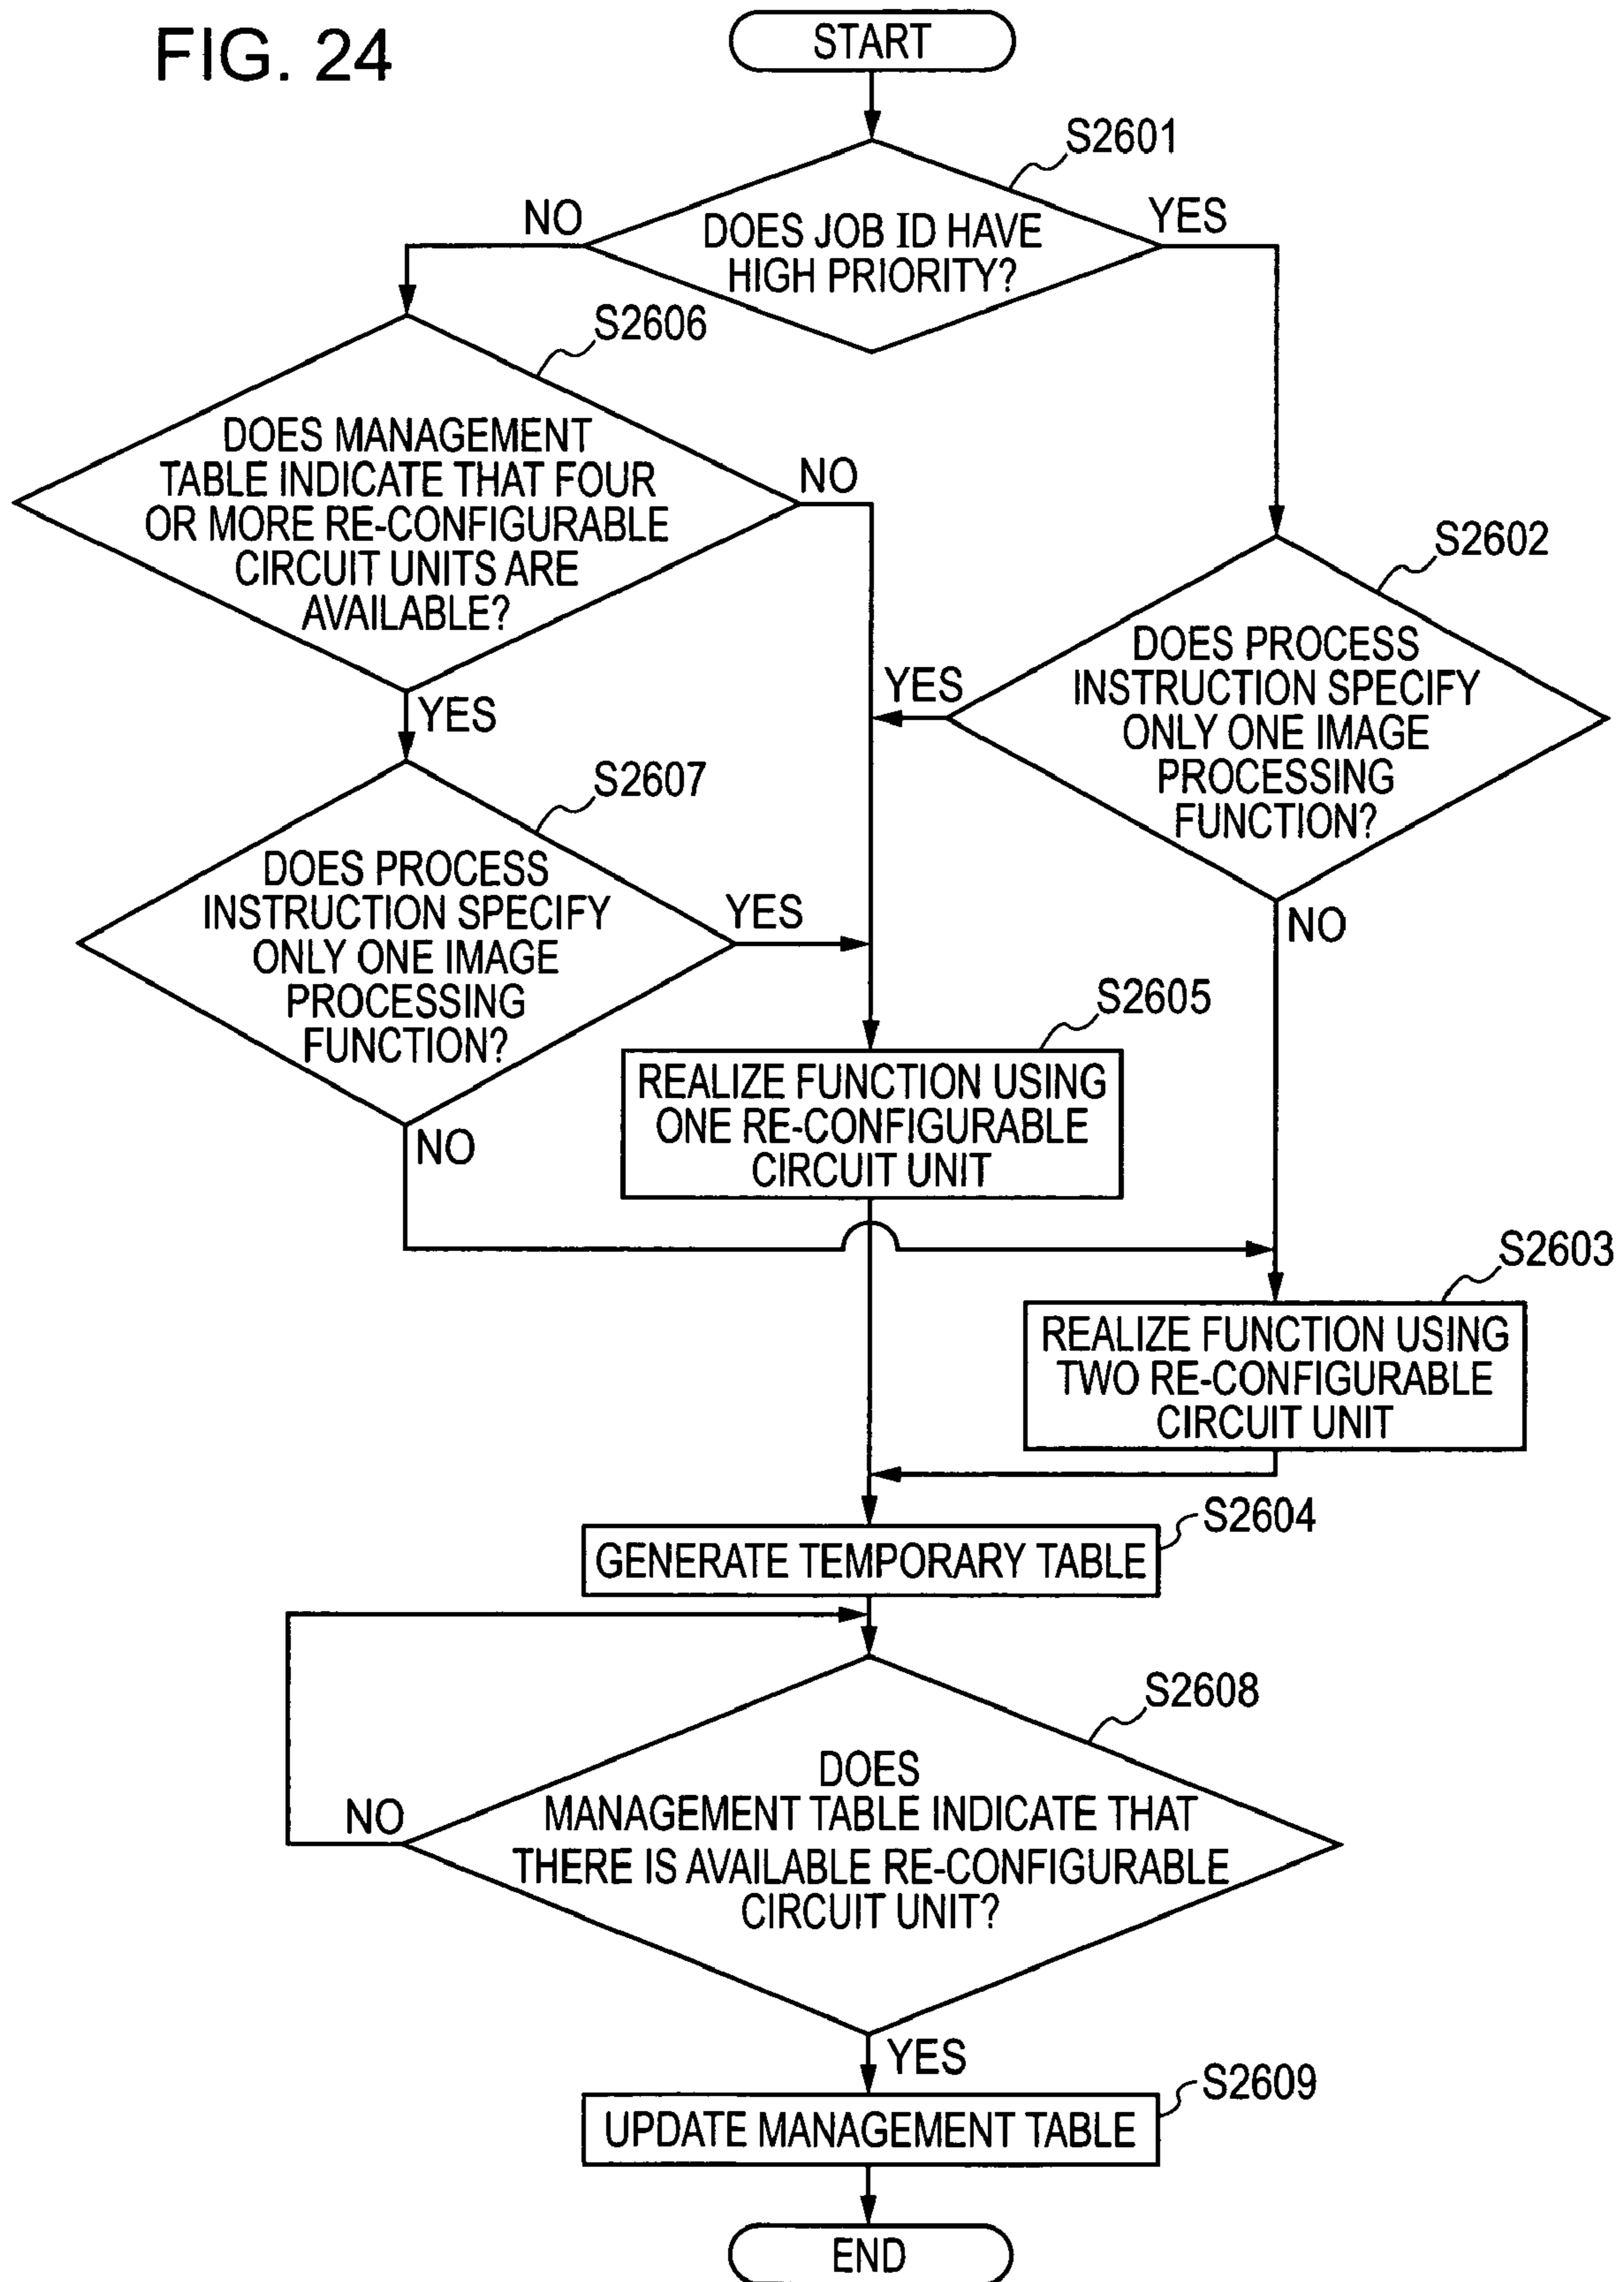 FIG. 24
START
S2601
DOES JOB ID HAVE
HIGH PRIORITY?
NO
YES
S2606
DOES MANAGEMENT
TABLE INDICATE THAT FOUR
OR MORE RE-CONFIGURABLE
CIRCUIT UNITS ARE
AVAILABLE?
NO
YES
S2602
DOES PROCESS
INSTRUCTION SPECIFY
ONLY ONE IMAGE
PROCESSING
FUNCTION?
YES
NO
S2607
DOES PROCESS
INSTRUCTION SPECIFY
ONLY ONE IMAGE
PROCESSING
FUNCTION?
YES
NO
S2605
REALIZE FUNCTION USING
ONE RE-CONFIGURABLE
CIRCUIT UNIT
S2603
REALIZE FUNCTION USING
TWO RE-CONFIGURABLE
CIRCUIT UNIT
S2604
GENERATE TEMPORARY TABLE
S2608
DOES
MANAGEMENT TABLE INDICATE THAT
THERE IS AVAILABLE RE-CONFIGURABLE
CIRCUIT UNIT?
NO
YES
S2609
UPDATE MANAGEMENT TABLE
END